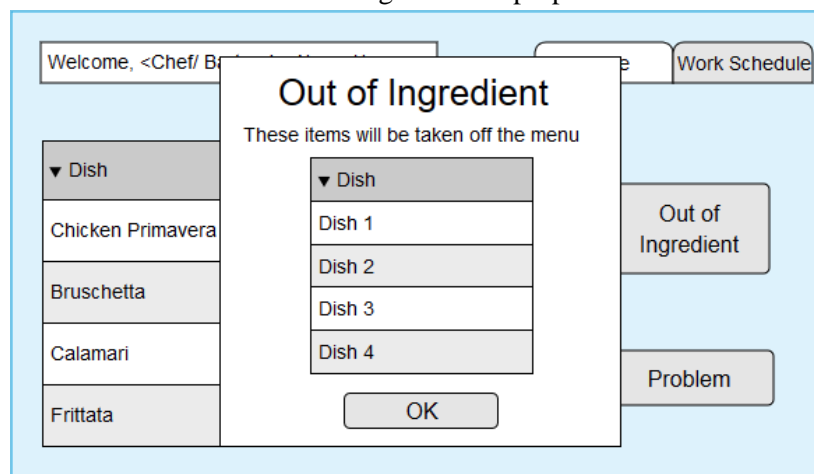 Welcome, <Chef/
Work Schedule
Out of Ingredient
These items will be taken off the menu
▼ Dish
▼ Dish
Chicken Primavera
Bruschetta
Calamari
Frittata
Dish 1
Dish 2
Dish 3
Dish 4
OK
Out of
Ingredient
Problem